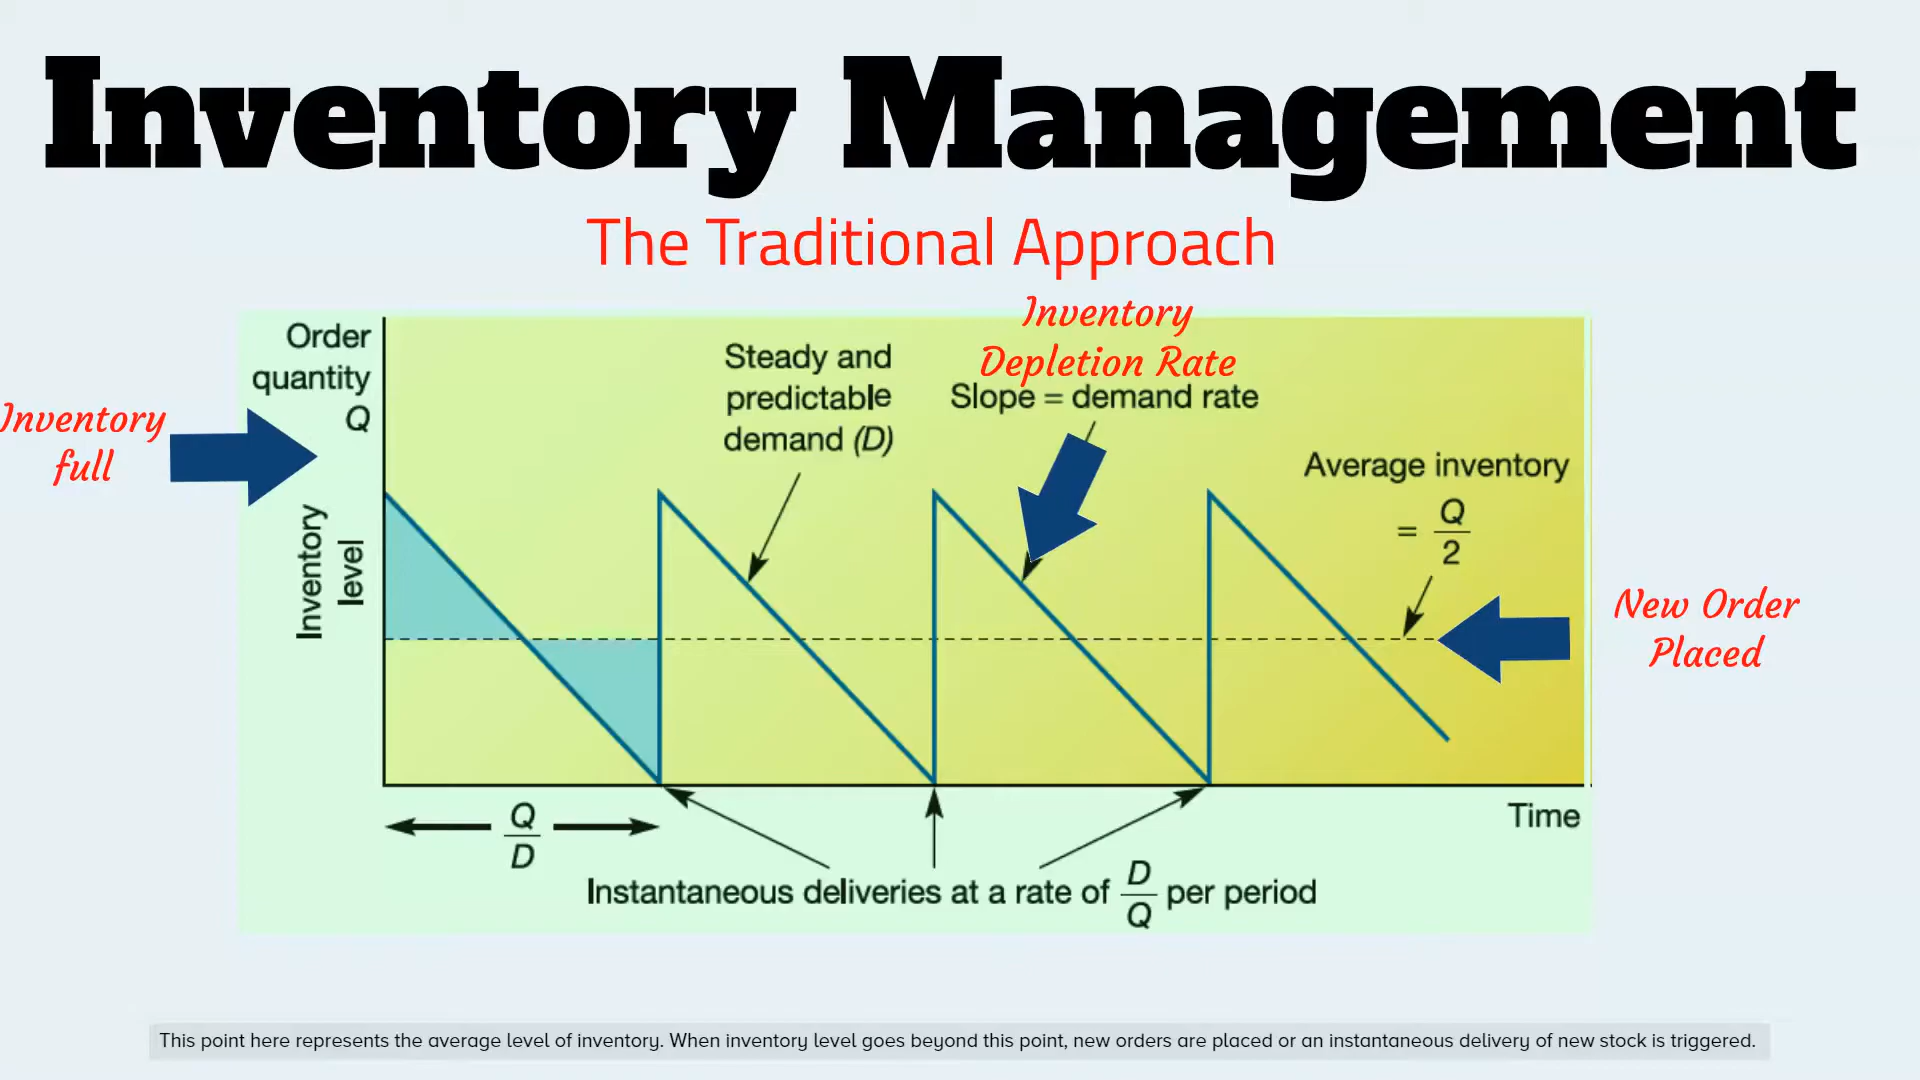 Inventory Management
The Traditional Approach
Inventory
Depletion Rate
Order
quantity
Q
Steady and
predictable
demand (D)
Slope = demand rate
Inventory
full
Average inventory
= Q
2
Inventory
level
New Order
Placed
Time
Q
D
Instantaneous deliveries at a rate of D/Q per period
This point here represents the average level of inventory. When inventory level goes beyond this point, new orders are placed or an instantaneous delivery of new stock is triggered.